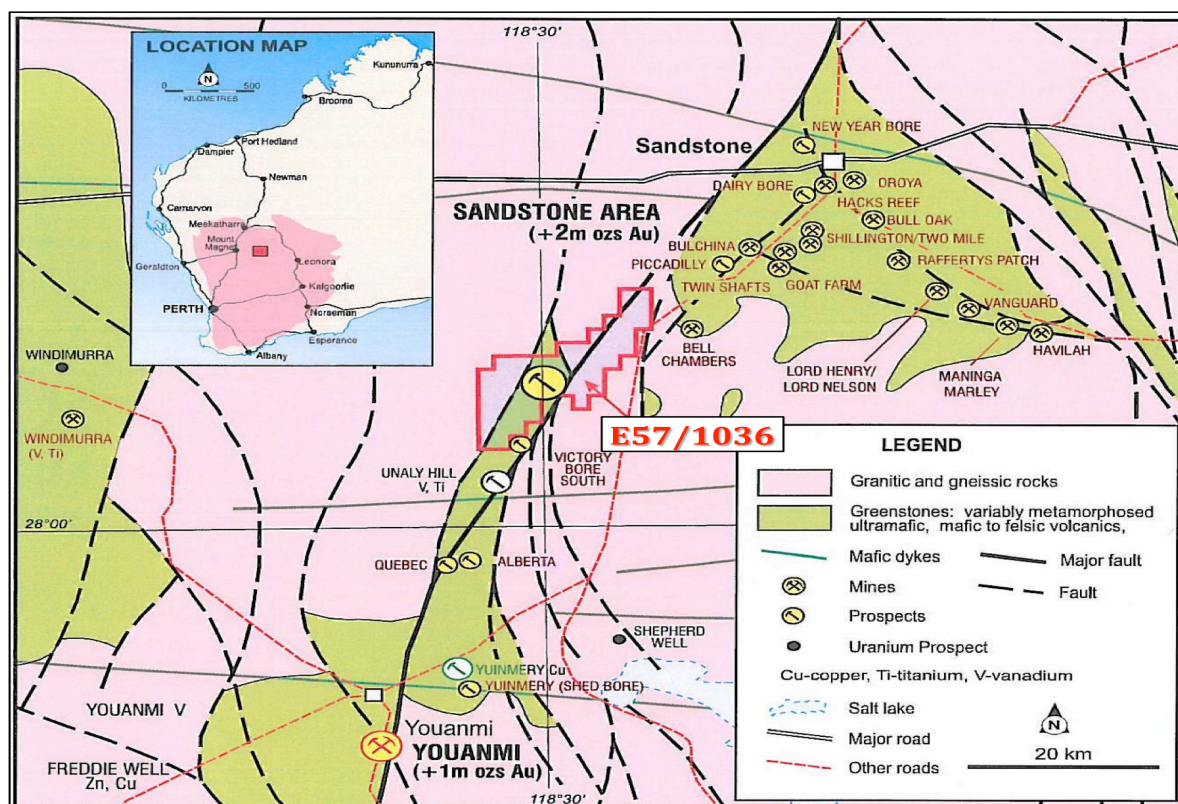 LOCATION MAP
N
0
500
KILOMETRES
Kununurra
Broome
Port Hedland
Dampier
Newman
Carnarvon
Meekatharra
Mount
Magnet
Geraldton
Leonora
Kalgoorlie
PERTH
Norseman
Esperance
Albany
118°30'
Sandstone
NEW YEAR BORE
DAIRY BORE
OROYA
HACKS REEF
BULL OAK
SANDSTONE AREA
(+2m ozs Au)
SHILLINGTON/TWO MILE
BULCHINA
PICCADILLY
RAFFERTYS PATCH
TWIN SHAFTS
GOAT FARM
VANGUARD
BELL
CHAMBERS
HAVILAH
LORD HENRY/
LORD NELSON
MANINGA
MARLEY
WINDIMURRA
WINDIMURRA
(V, Ti)
E57/1036
UNALY HILL
V, Ti
VICTORY
BORE
SOUTH
28°00'
QUEBEC
ALBERTA
SHEPHERD
WELL
YUINMERY Cu
YUINMERY (SHED BORE)
YOUANMI V
Youanmi
YOUANMI
(+1m ozs Au)
FREDDIE WELL
Zn, Cu
118°30'
LEGEND
Granitic and gneissic rocks
Greenstones: variably metamorphosed
ultramafic, mafic to felsic volcanics,
Mafic dykes
Major fault
Mines
Fault
Prospects
Uranium Prospect
Cu-copper, Ti-titanium, V-vanadium
Salt lake
Major road
Other roads
N
20 km